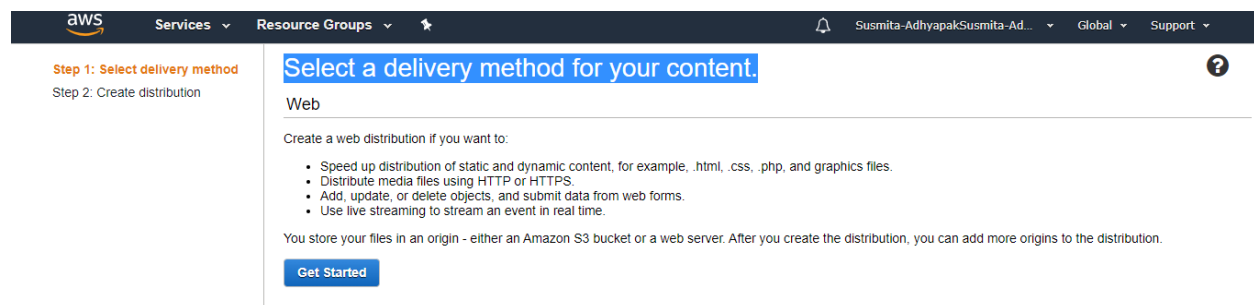 aws Services Resource Groups Susmita-AdhyapakSusmita-Ad... Global Support
Step 1: Select delivery method
Step 2: Create distribution
Select a delivery method for your content.
?
Web
Create a web distribution if you want to:
• Speed up distribution of static and dynamic content, for example, .html, .css, .php, and graphics files.
• Distribute media files using HTTP or HTTPS.
• Add, update, or delete objects, and submit data from web forms.
• Use live streaming to stream an event in real time.
You store your files in an origin - either an Amazon S3 bucket or a web server. After you create the distribution, you can add more origins to the distribution.
Get Started